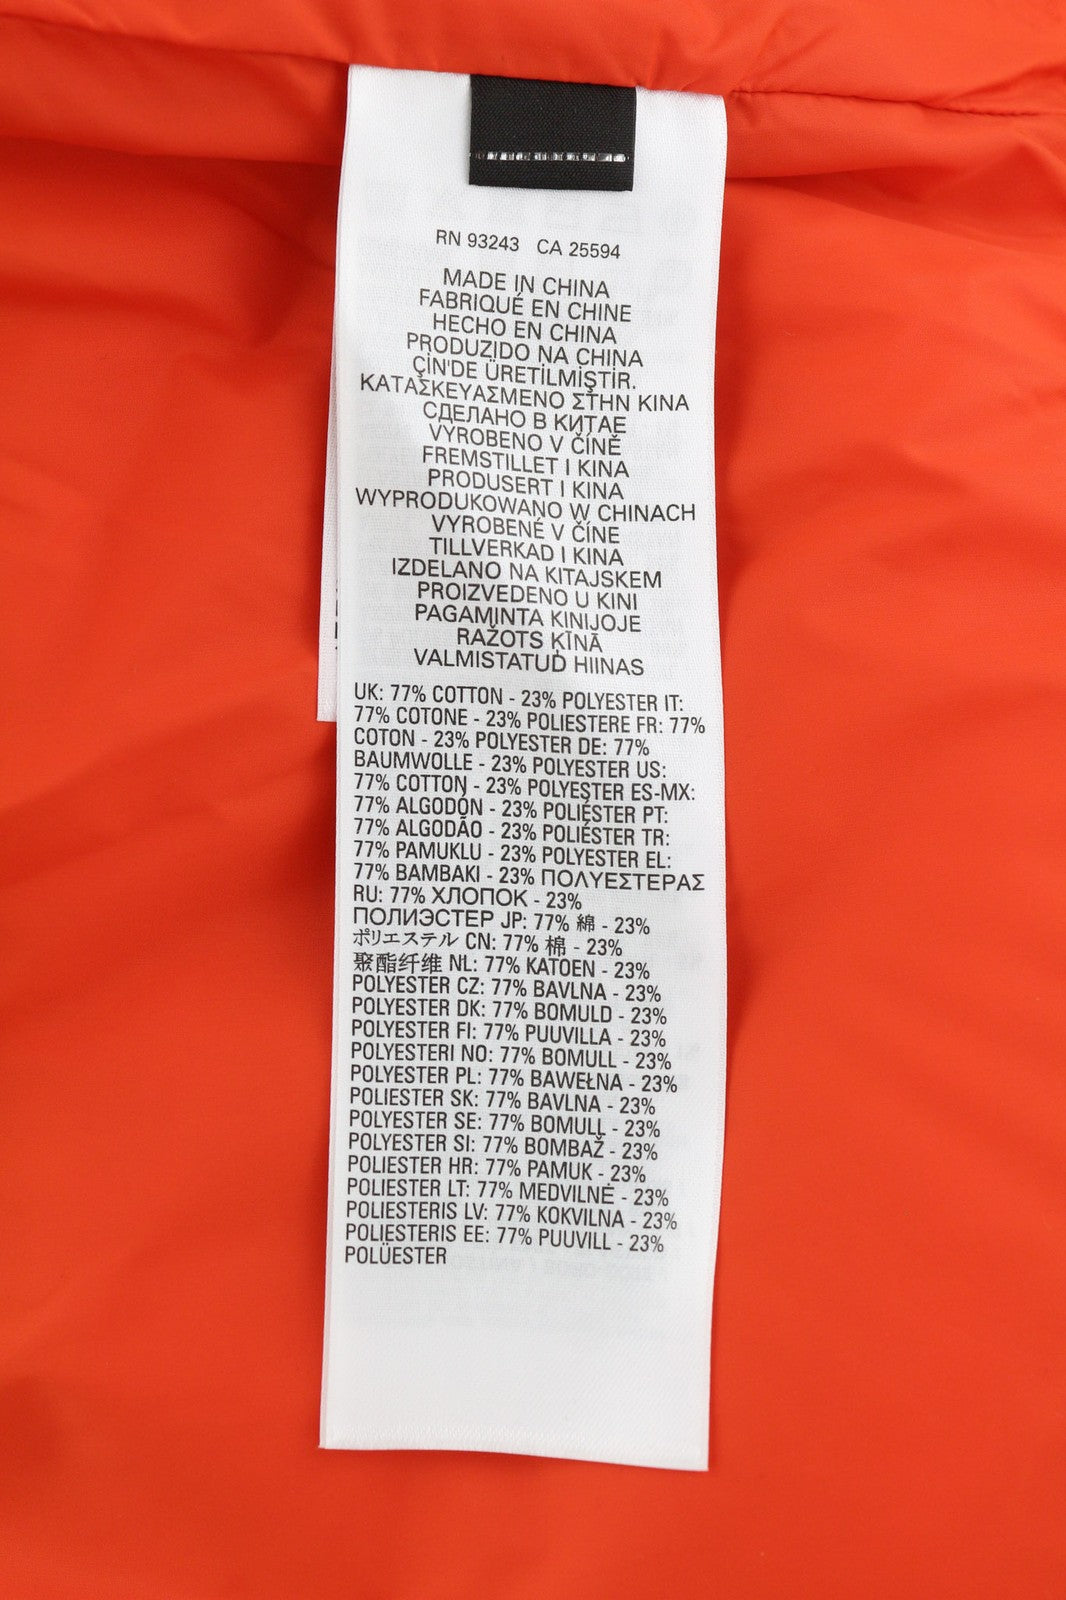 RN 93243 CA 25594
MADE IN CHINA
FABRIQUÉ EN CHINE
HECHO EN CHINA
PRODUZIDO NA CHINA
ÇİN'DE ÜRETİLMİŞTİR.
ΚΑΤΑΣΚΕΥΑΣΜΕΝΟ ΣΤΗΝ ΚΙΝΑ
СДЕЛАНО В КИТАЕ
VYROBENO V ČÍNĚ
FREMSTILLET I KINA
PRODUSERT I KINA
WYPRODUKOWANO W CHINACH
VYROBENÉ V ČÍNE
TILLVERKAD I KINA
IZDELANO NA KITAJSKEM
PROIZVEDENO U KINI
PAGAMINTA KINIJOJE
RAŽOTS ĶĪNĀ
VALMISTATUD HIINAS
UK: 77% COTTON - 23% POLYESTER IT:
77% COTONE - 23% POLIESTERE FR: 77%
COTON - 23% POLYESTER DE: 77%
BAUMWOLLE - 23% POLYESTER US:
77% COTTON - 23% POLYESTER ES-MX:
77% ALGODÓN - 23% POLIÉSTER PT:
77% ALGODÃO - 23% POLIÉSTER TR:
77% PAMUKLU - 23% POLYESTER EL:
77% ΒΑΜΒΑΚΙ - 23% ΠΟΛΥΕΣΤΕΡΑΣ
RU: 77% ХЛОПОК - 23%
ПОЛИЭСТЕР JP: 77% 綿 - 23%
ポリエステル CN: 77% 棉 - 23%
聚酯纤维 NL: 77% KATOEN - 23%
POLYESTER CZ: 77% BAVLNA - 23%
POLYESTER DK: 77% BOMULD - 23%
POLYESTER FI: 77% PUUVILLA - 23%
POLYESTERI NO: 77% BOMULL - 23%
POLYESTER PL: 77% BAWEŁNA - 23%
POLIESTER SK: 77% BAVLNA - 23%
POLYESTER SE: 77% BOMULL - 23%
POLYESTER SI: 77% BOMBAŽ - 23%
POLIESTER HR: 77% PAMUK - 23%
POLIESTER LT: 77% MEDVILNĖ - 23%
POLIESTERIS LV: 77% KOKVILNA - 23%
POLIESTERIS EE: 77% PUUVILL - 23%
POLÜESTER